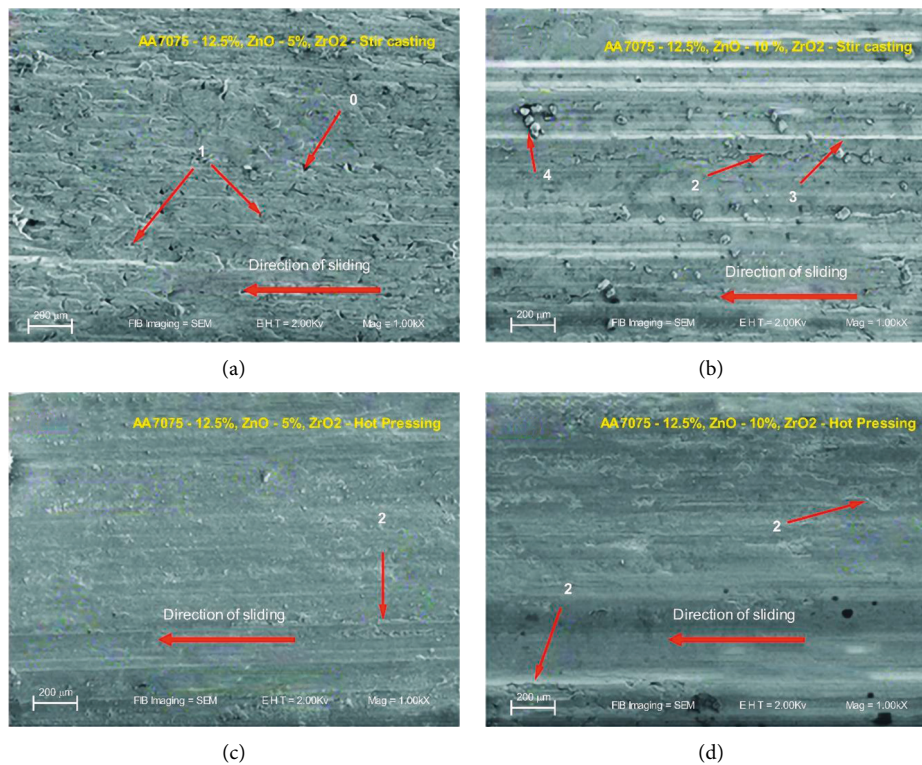 AA7075 - 12.5%, ZnO - 5%, ZrO2 - Stir casting
0
1
Direction of sliding
200 µm
FIB Imaging = SEM
E H T = 2.00Kv
Mag = 1.00kX
(a)
AA7075 - 12.5%, ZnO - 10 %, ZrO2 - Stir casting
4
2
3
Direction of sliding
200 µm
FIB Imaging = SEM
E H T = 2.00Kv
Mag = 1.00kX
(b)
AA7075 - 12.5%, ZnO - 5%, ZrO2 - Hot Pressing
2
Direction of sliding
200 µm
FIB Imaging = SEM
E H T = 2.00Kv
Mag = 1.00kX
(c)
AA7075 - 12.5%, ZnO - 10%, ZrO2 - Hot Pressing
2
2
Direction of sliding
200 µm
FIB Imaging = SEM
E H T = 2.00Kv
Mag = 1.00kX
(d)